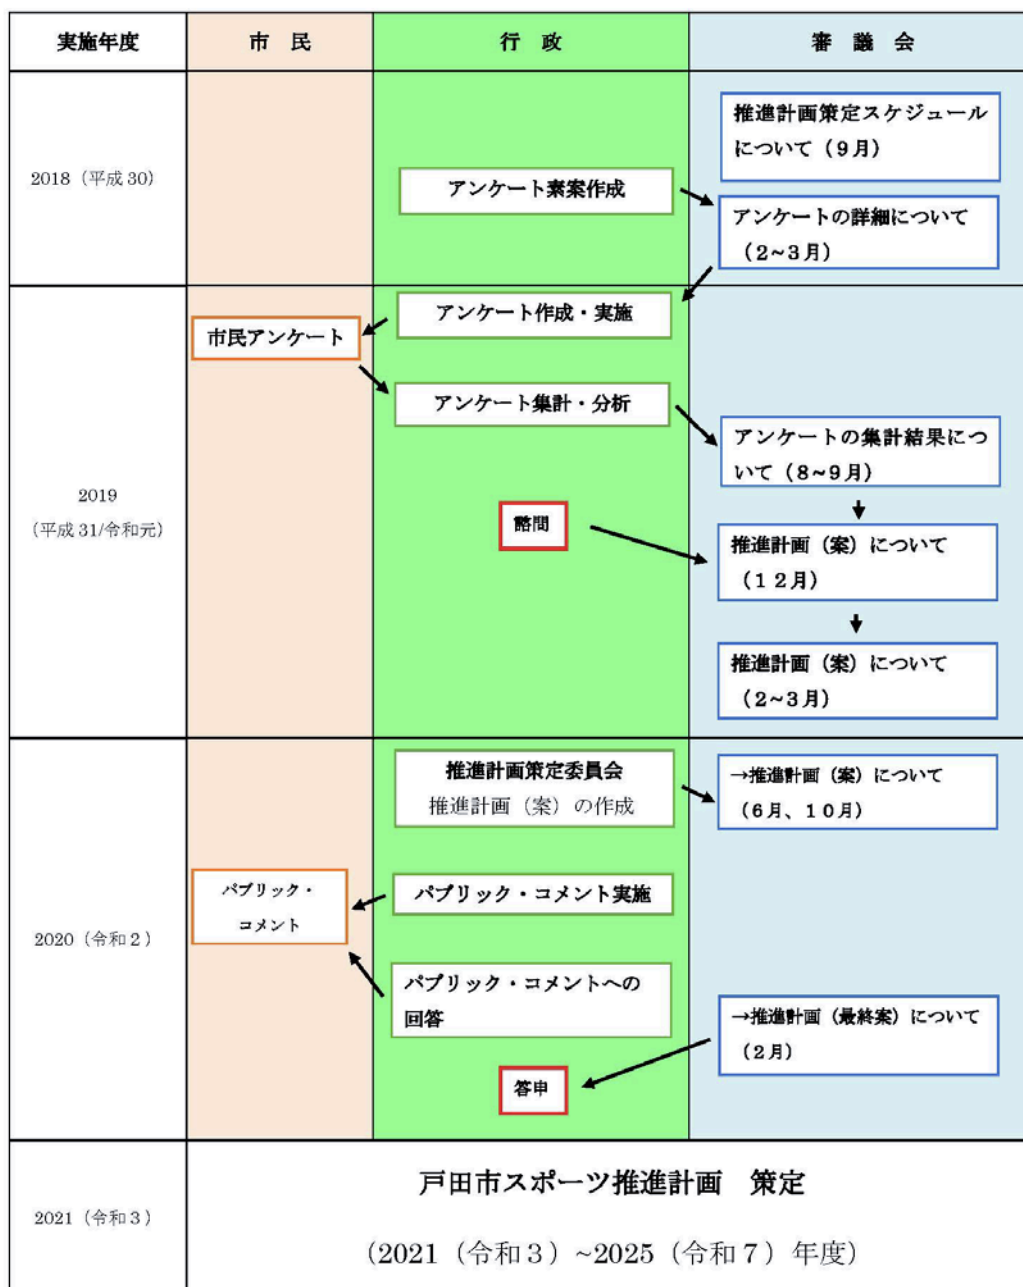 実施年度
市　民
行　政
審　議　会
2018（平成30）
推進計画策定スケジュール
について（９月）
アンケート素案作成
アンケートの詳細について
（２~３月）
2019
（平成31/令和元）
アンケート作成・実施
市民アンケート
アンケート集計・分析
アンケートの集計結果につ
いて（８~９月）
諮問
推進計画（案）について
（１２月）
推進計画（案）について
（２~３月）
2020（令和２）
推進計画策定委員会
推進計画（案）の作成
→推進計画（案）について
（６月、１０月）
パブリック・
コメント
パブリック・コメント実施
パブリック・コメントへの
回答
→推進計画（最終案）について
（２月）
答申
2021（令和３）
戸田市スポーツ推進計画　策定
（2021（令和３）~2025（令和７）年度）